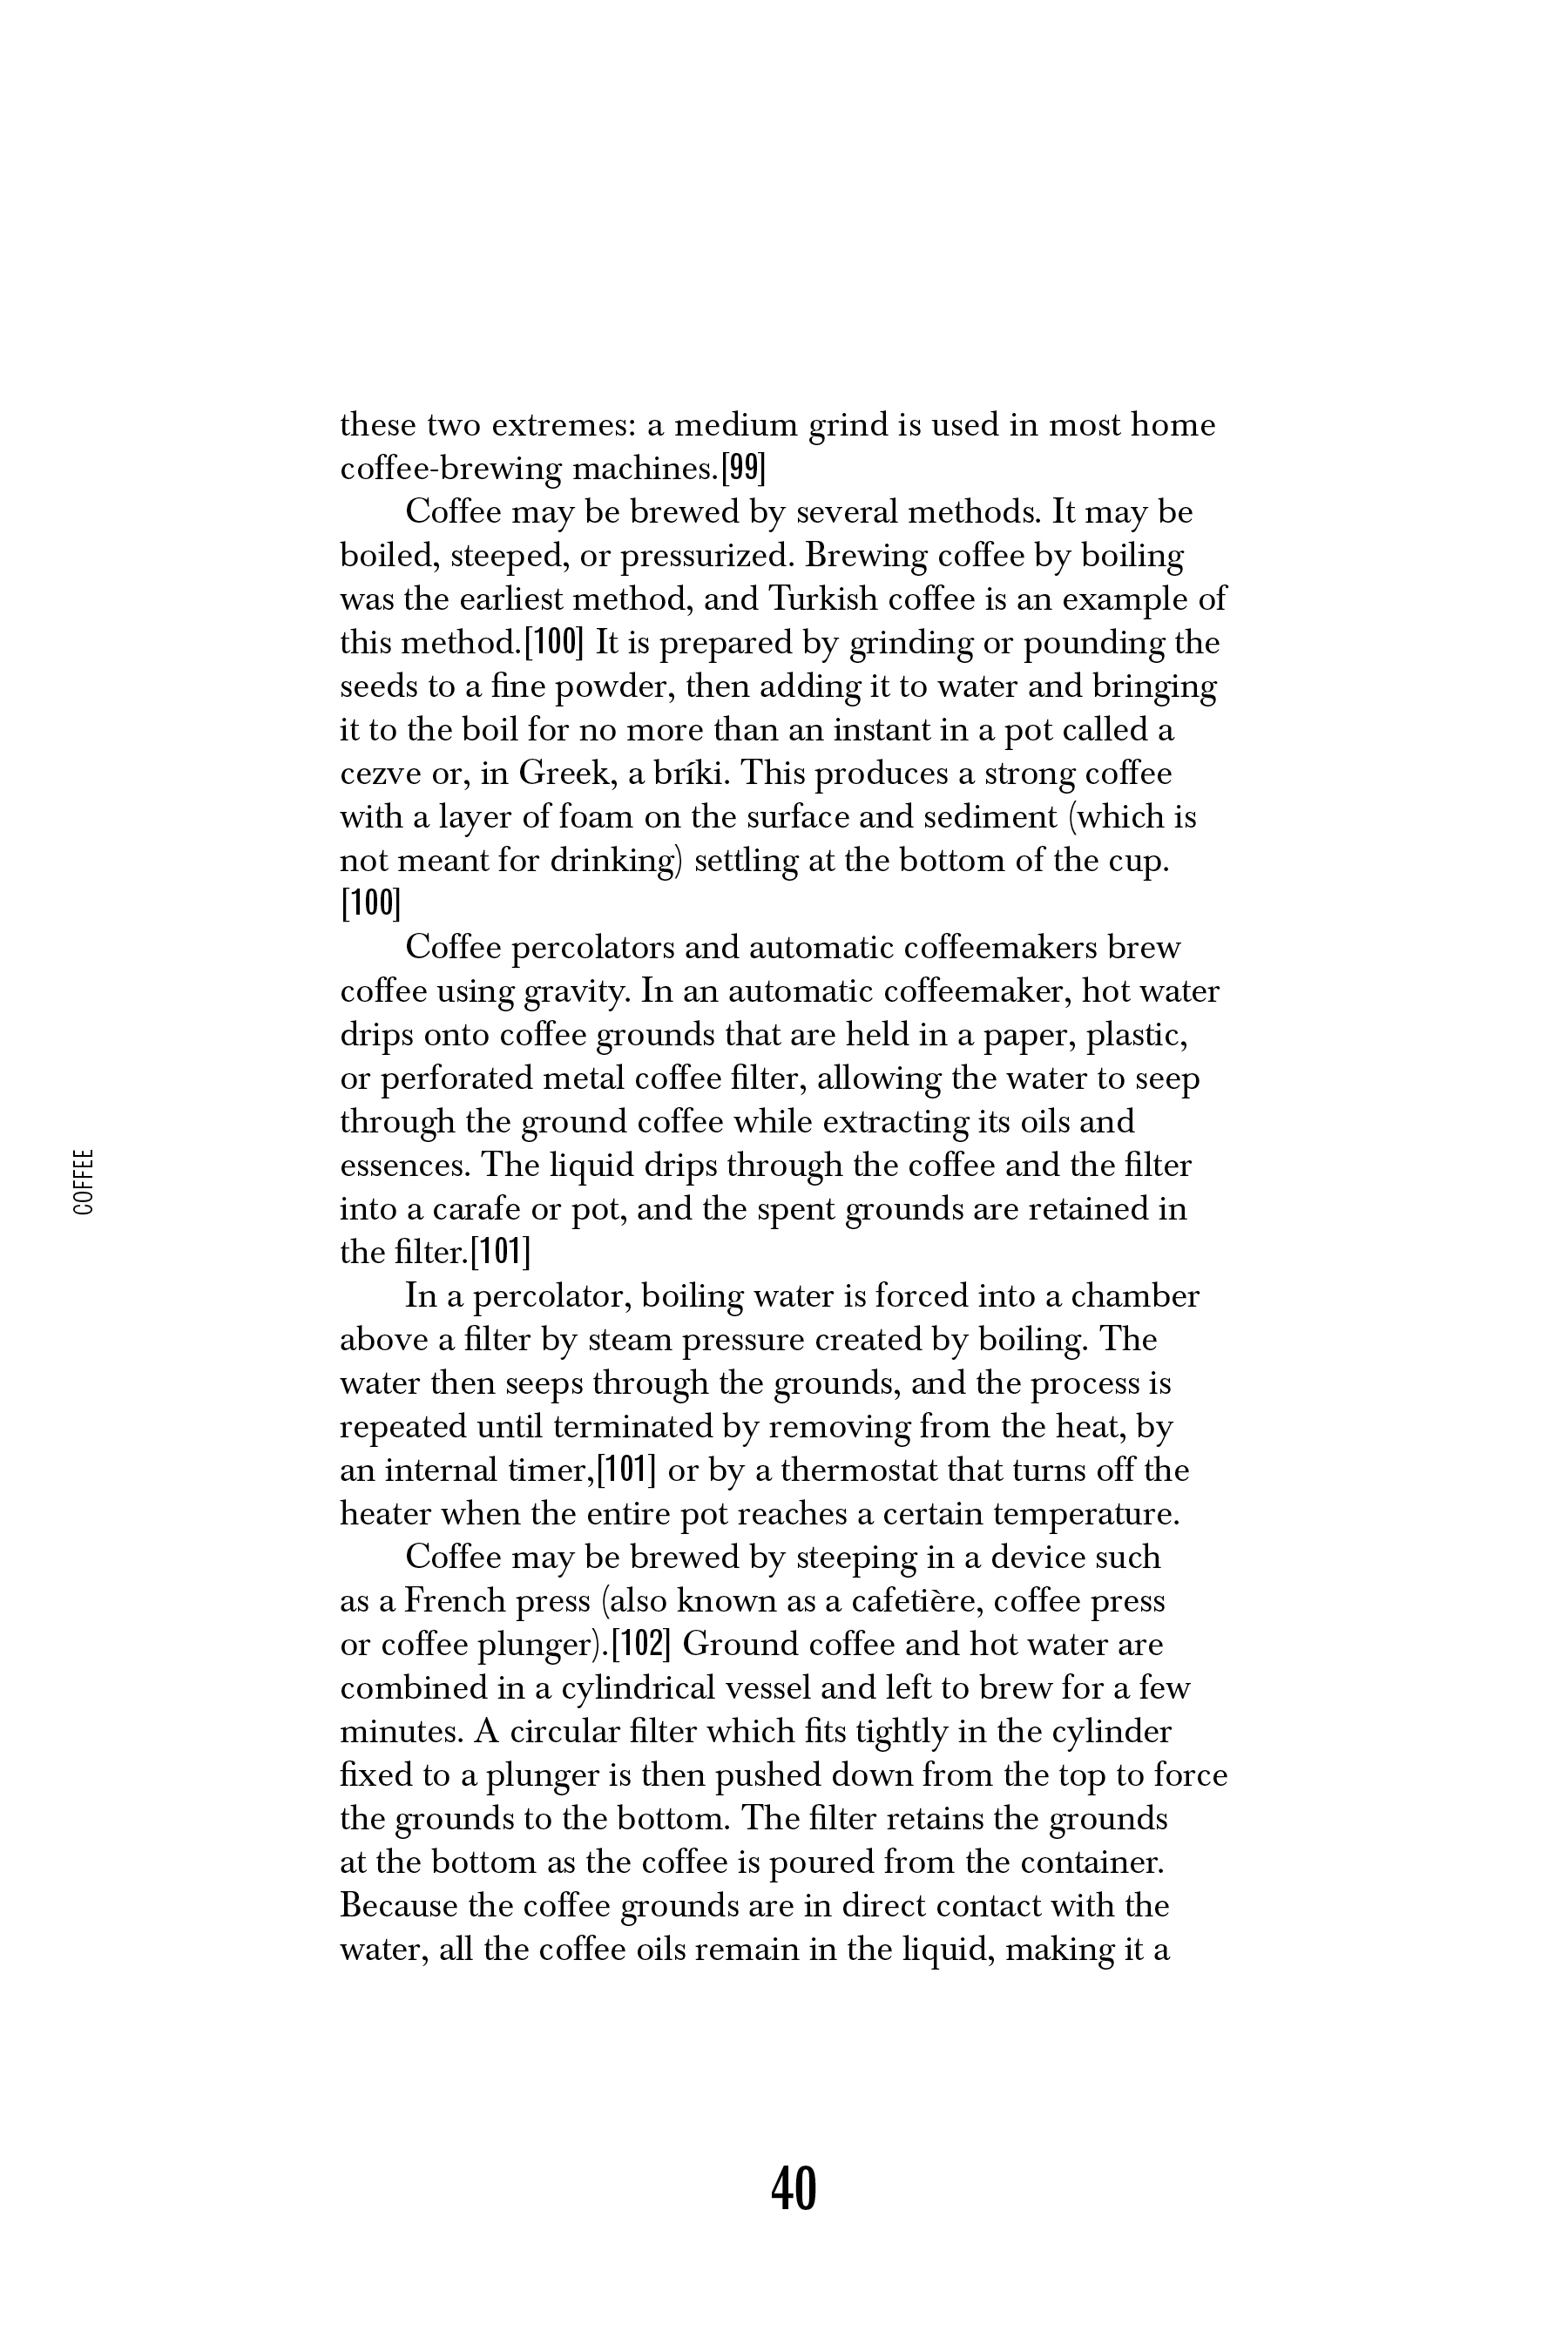 these two extremes: a medium grind is used in most home
coffee-brewing machines.[99]
Coffee may be brewed by several methods. It may be
boiled, steeped, or pressurized. Brewing coffee by boiling
was the earliest method, and Turkish coffee is an example of
this method.[100] It is prepared by grinding or pounding the
seeds to a fine powder, then adding it to water and bringing
it to the boil for no more than an instant in a pot called a
cezve or, in Greek, a bríki. This produces a strong coffee
with a layer of foam on the surface and sediment (which is
not meant for drinking) settling at the bottom of the cup.
[100]
Coffee percolators and automatic coffeemakers brew
coffee using gravity. In an automatic coffeemaker, hot water
drips onto coffee grounds that are held in a paper, plastic,
or perforated metal coffee filter, allowing the water to seep
through the ground coffee while extracting its oils and
essences. The liquid drips through the coffee and the filter
into a carafe or pot, and the spent grounds are retained in
the filter.[101]
In a percolator, boiling water is forced into a chamber
above a filter by steam pressure created by boiling. The
water then seeps through the grounds, and the process is
repeated until terminated by removing from the heat, by
an internal timer,[101] or by a thermostat that turns off the
heater when the entire pot reaches a certain temperature.
Coffee may be brewed by steeping in a device such
as a French press (also known as a cafetière, coffee press
or coffee plunger).[102] Ground coffee and hot water are
combined in a cylindrical vessel and left to brew for a few
minutes. A circular filter which fits tightly in the cylinder
fixed to a plunger is then pushed down from the top to force
the grounds to the bottom. The filter retains the grounds
at the bottom as the coffee is poured from the container.
Because the coffee grounds are in direct contact with the
water, all the coffee oils remain in the liquid, making it a
COFFEE
40